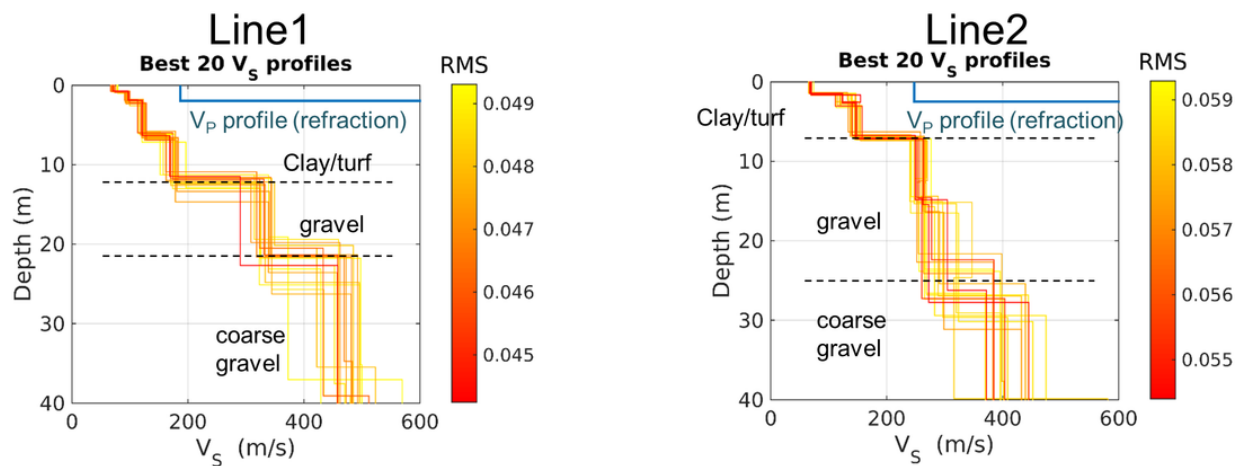 Line1
Best 20 V_S profiles
RMS
0
10
20
30
40
Depth (m)
0
200
400
600
V_S (m/s)
V_P profile (refraction)
Clay/turf
gravel
coarse
gravel
0.049
0.048
0.047
0.046
0.045
Line2
Best 20 V_S profiles
RMS
0
10
20
30
40
Depth (m)
0
200
400
600
V_S (m/s)
Clay/turf
V_P profile (refraction)
gravel
coarse
gravel
0.059
0.058
0.057
0.056
0.055